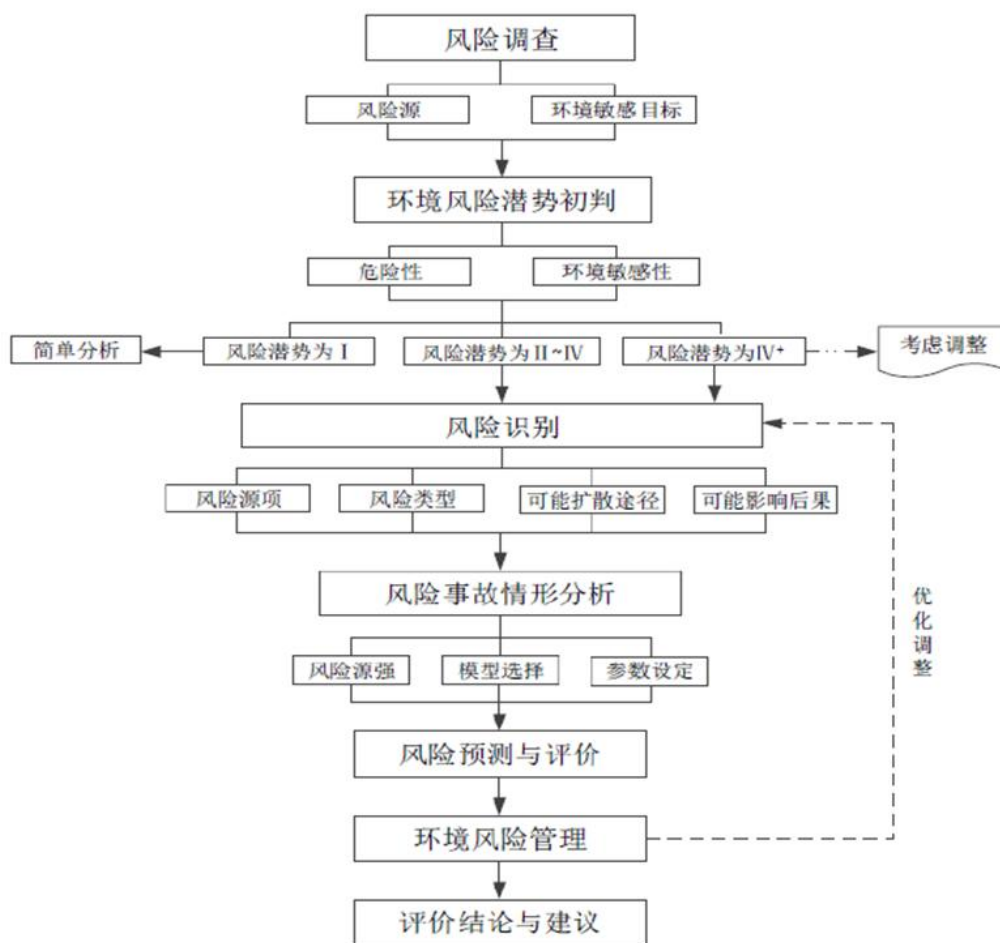 风险调查
风险源
环境敏感目标
环境风险潜势初判
危险性
环境敏感性
简单分析
风险潜势为Ⅰ
风险潜势为Ⅱ~Ⅳ
风险潜势为Ⅳ⁺
考虑调整
风险识别
风险源项
风险类型
可能扩散途径
可能影响后果
风险事故情形分析
风险源强
模型选择
参数设定
优化调整
风险预测与评价
环境风险管理
评价结论与建议